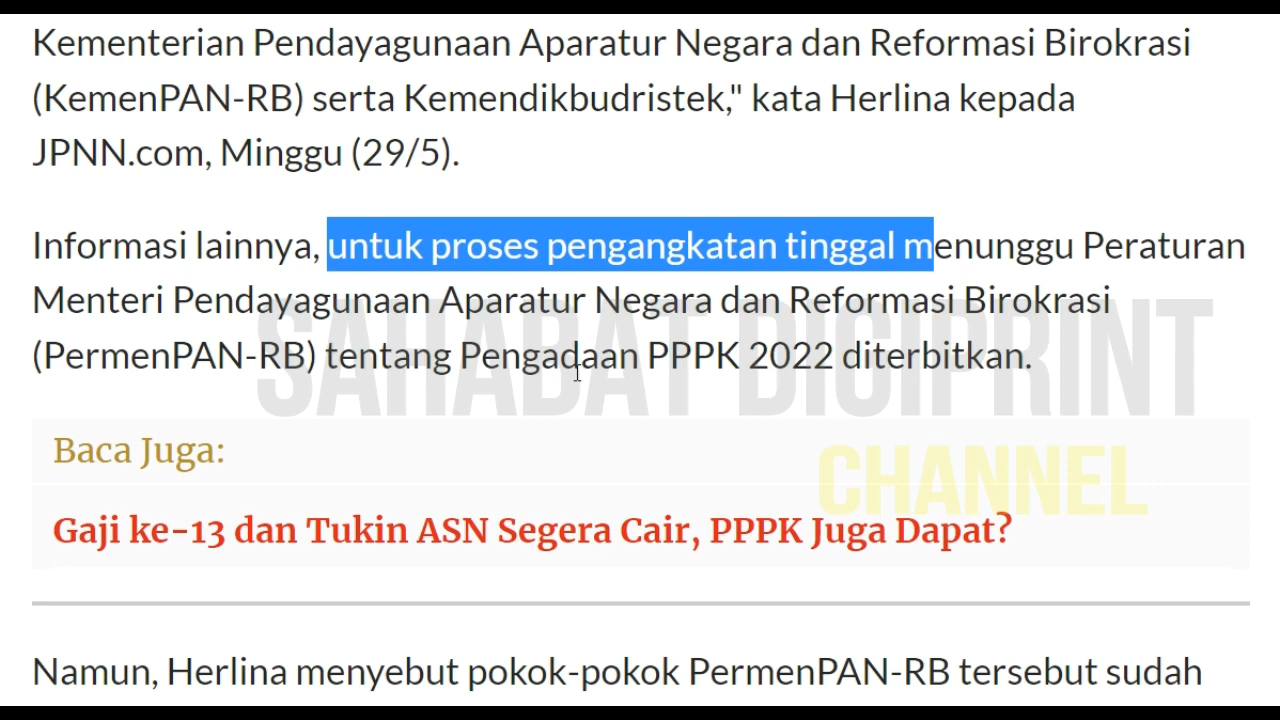 Kementerian Pendayagunaan Aparatur Negara dan Reformasi Birokrasi
(KemenPAN-RB) serta Kemendikbudristek," kata Herlina kepada
JPNN.com, Minggu (29/5).
Informasi lainnya, untuk proses pengangkatan tinggal menunggu Peraturan
Menteri Pendayagunaan Aparatur Negara dan Reformasi Birokrasi
(PermenPAN-RB) tentang Pengadaan PPPK 2022 diterbitkan.
SAHABAT DIGIPRINT
CHANNEL
Baca Juga:
Gaji ke-13 dan Tukin ASN Segera Cair, PPPK Juga Dapat?
Namun, Herlina menyebut pokok-pokok PermenPAN-RB tersebut sudah